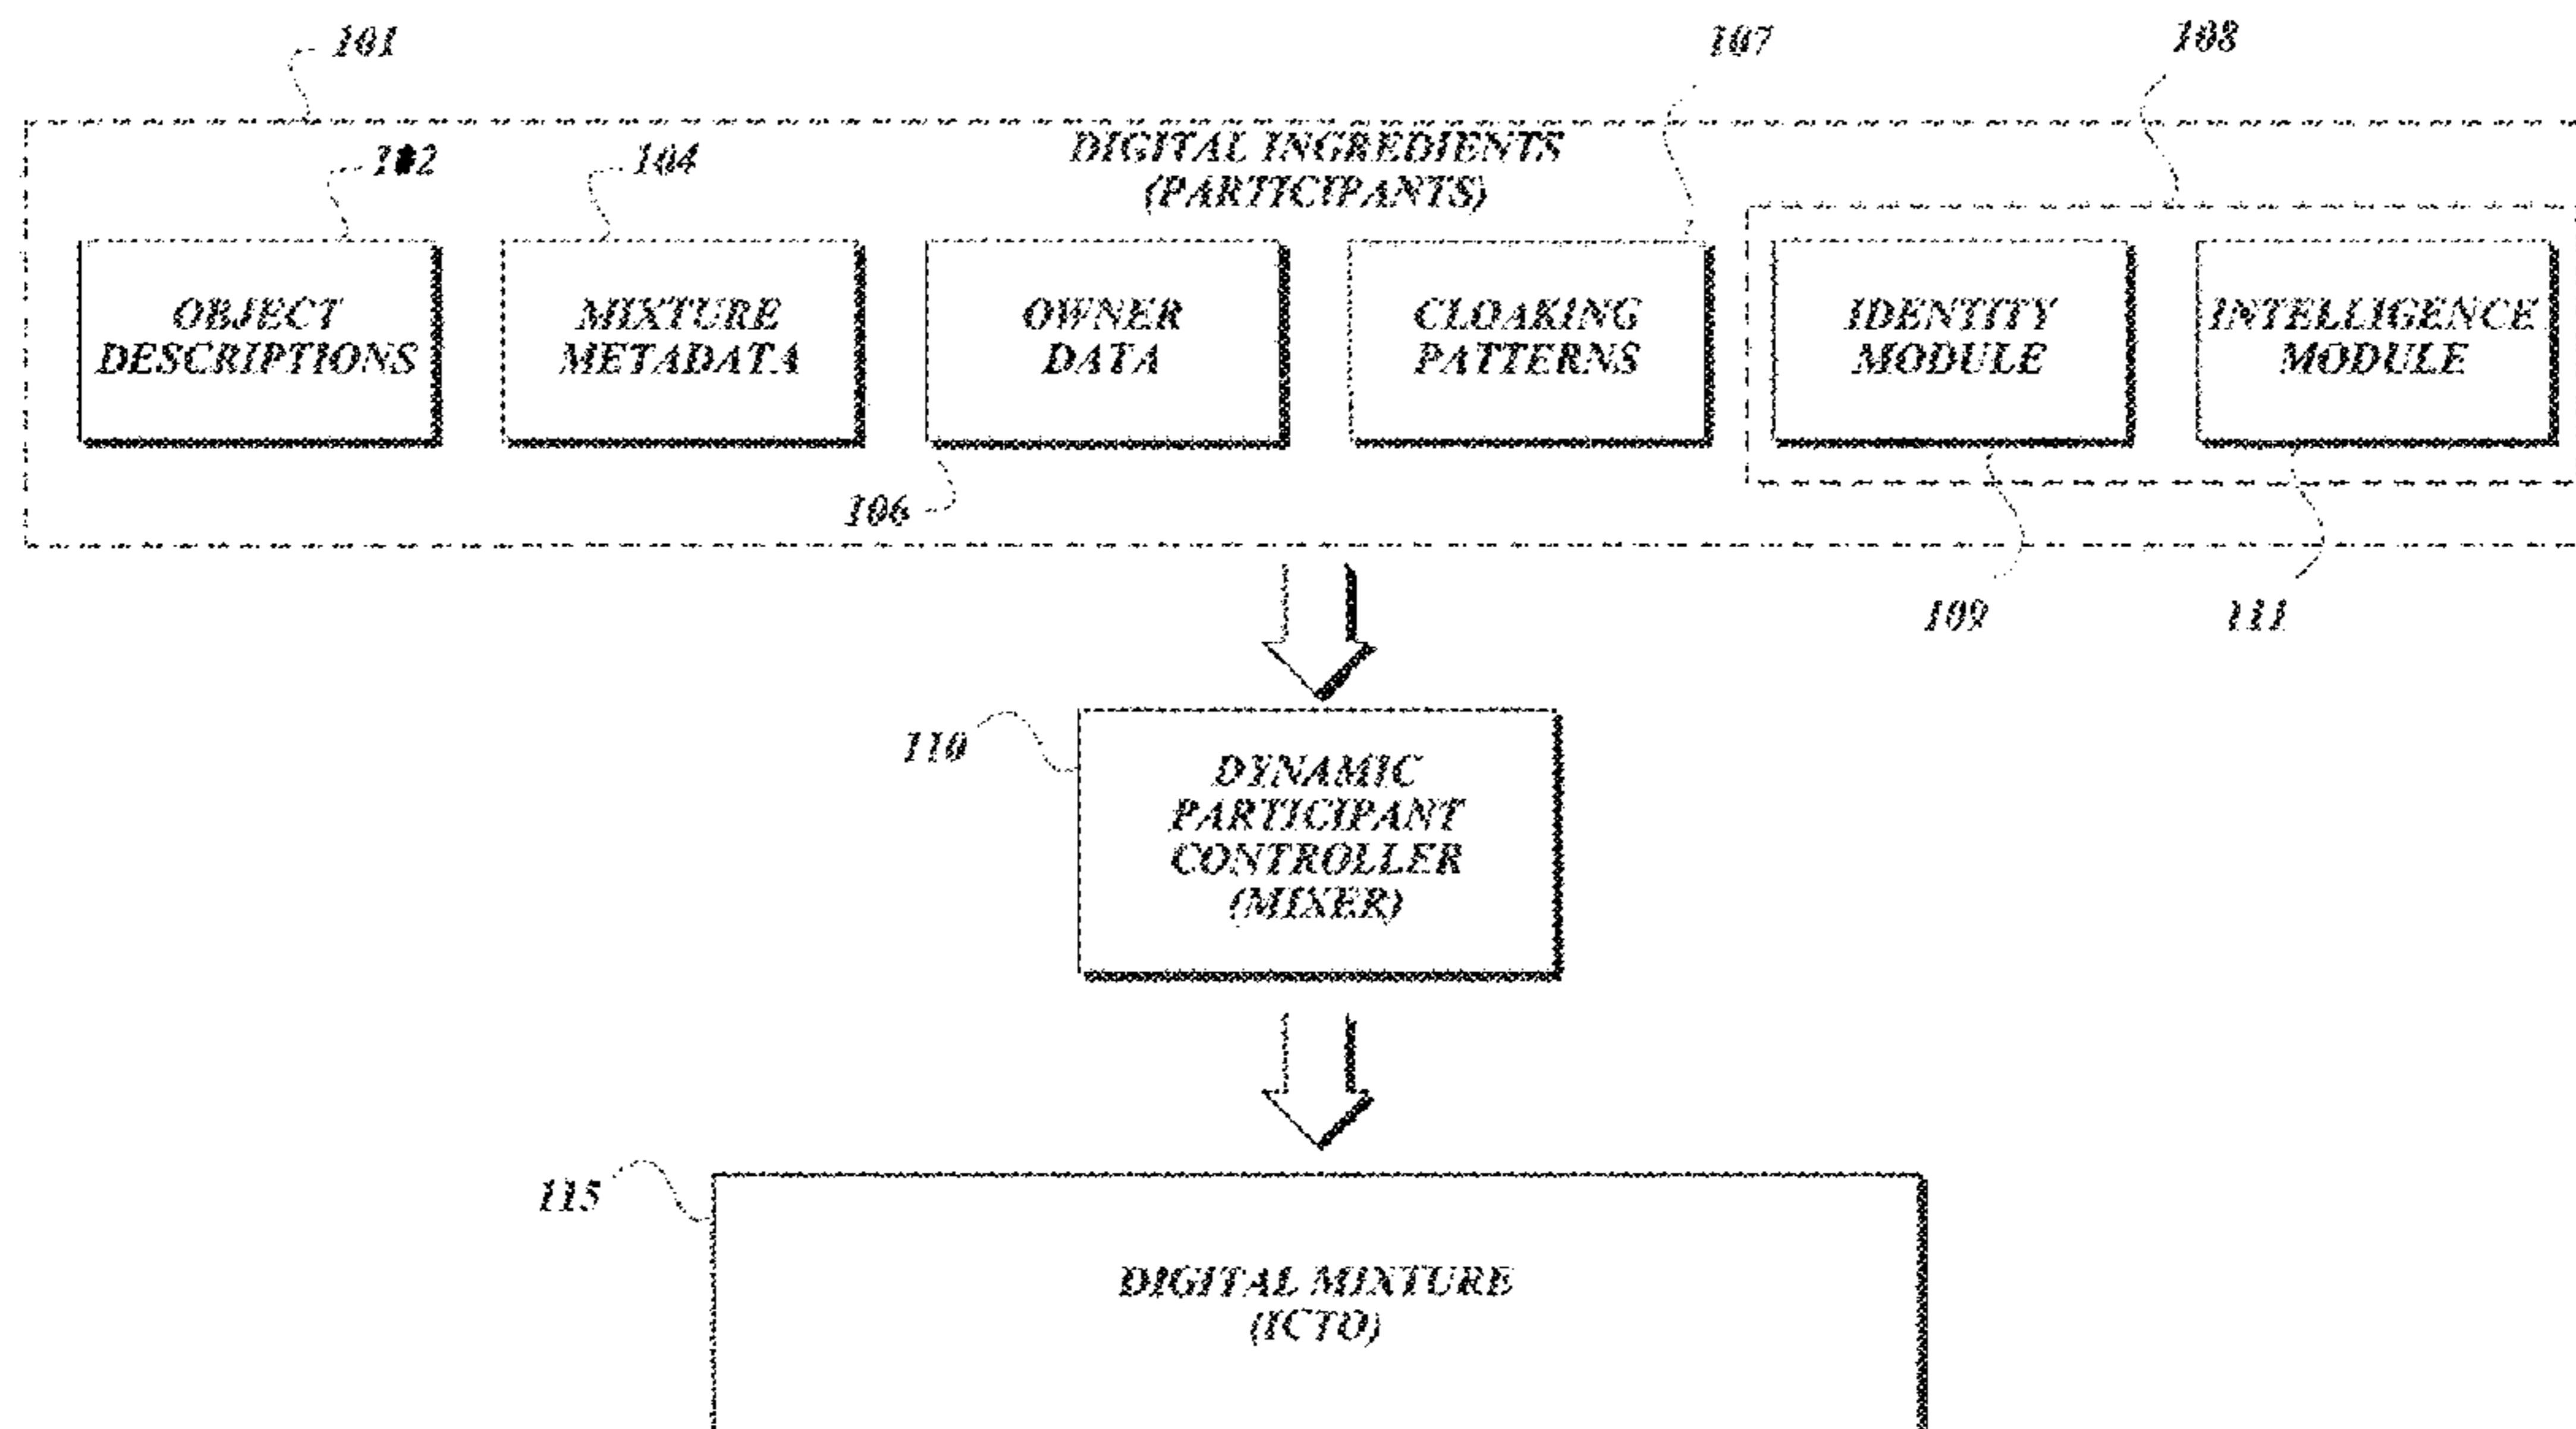 101
107
108
102
104
DIGITAL INGREDIENTS
(PARTICIPANTS)
OBJECT
DESCRIPTIONS
MIXTURE
METADATA
OWNER
DATA
CLOAKING
PATTERNS
IDENTITY
MODULE
INTELLIGENCE
MODULE
106
109
111
110
DYNAMIC
PARTICIPANT
CONTROLLER
(MIXER)
115
DIGITAL MIXTURE
(ICTO)